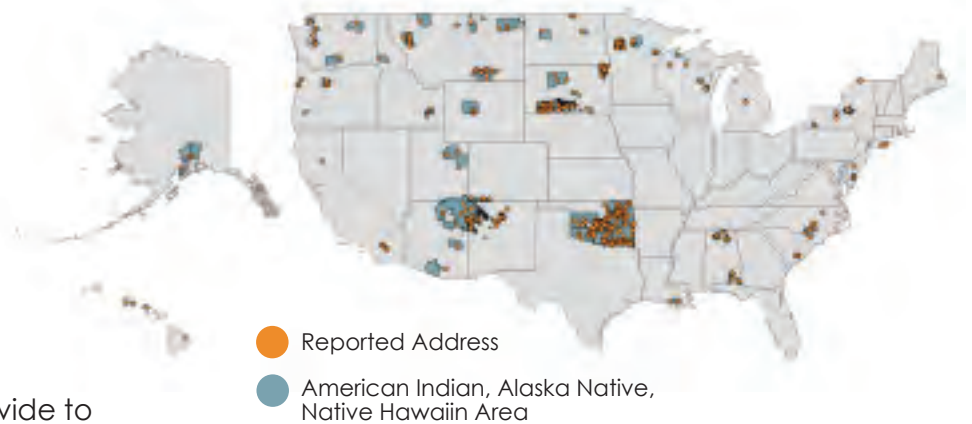 Reported Address
American Indian, Alaska Native,
Native Hawaiin Area
vide to